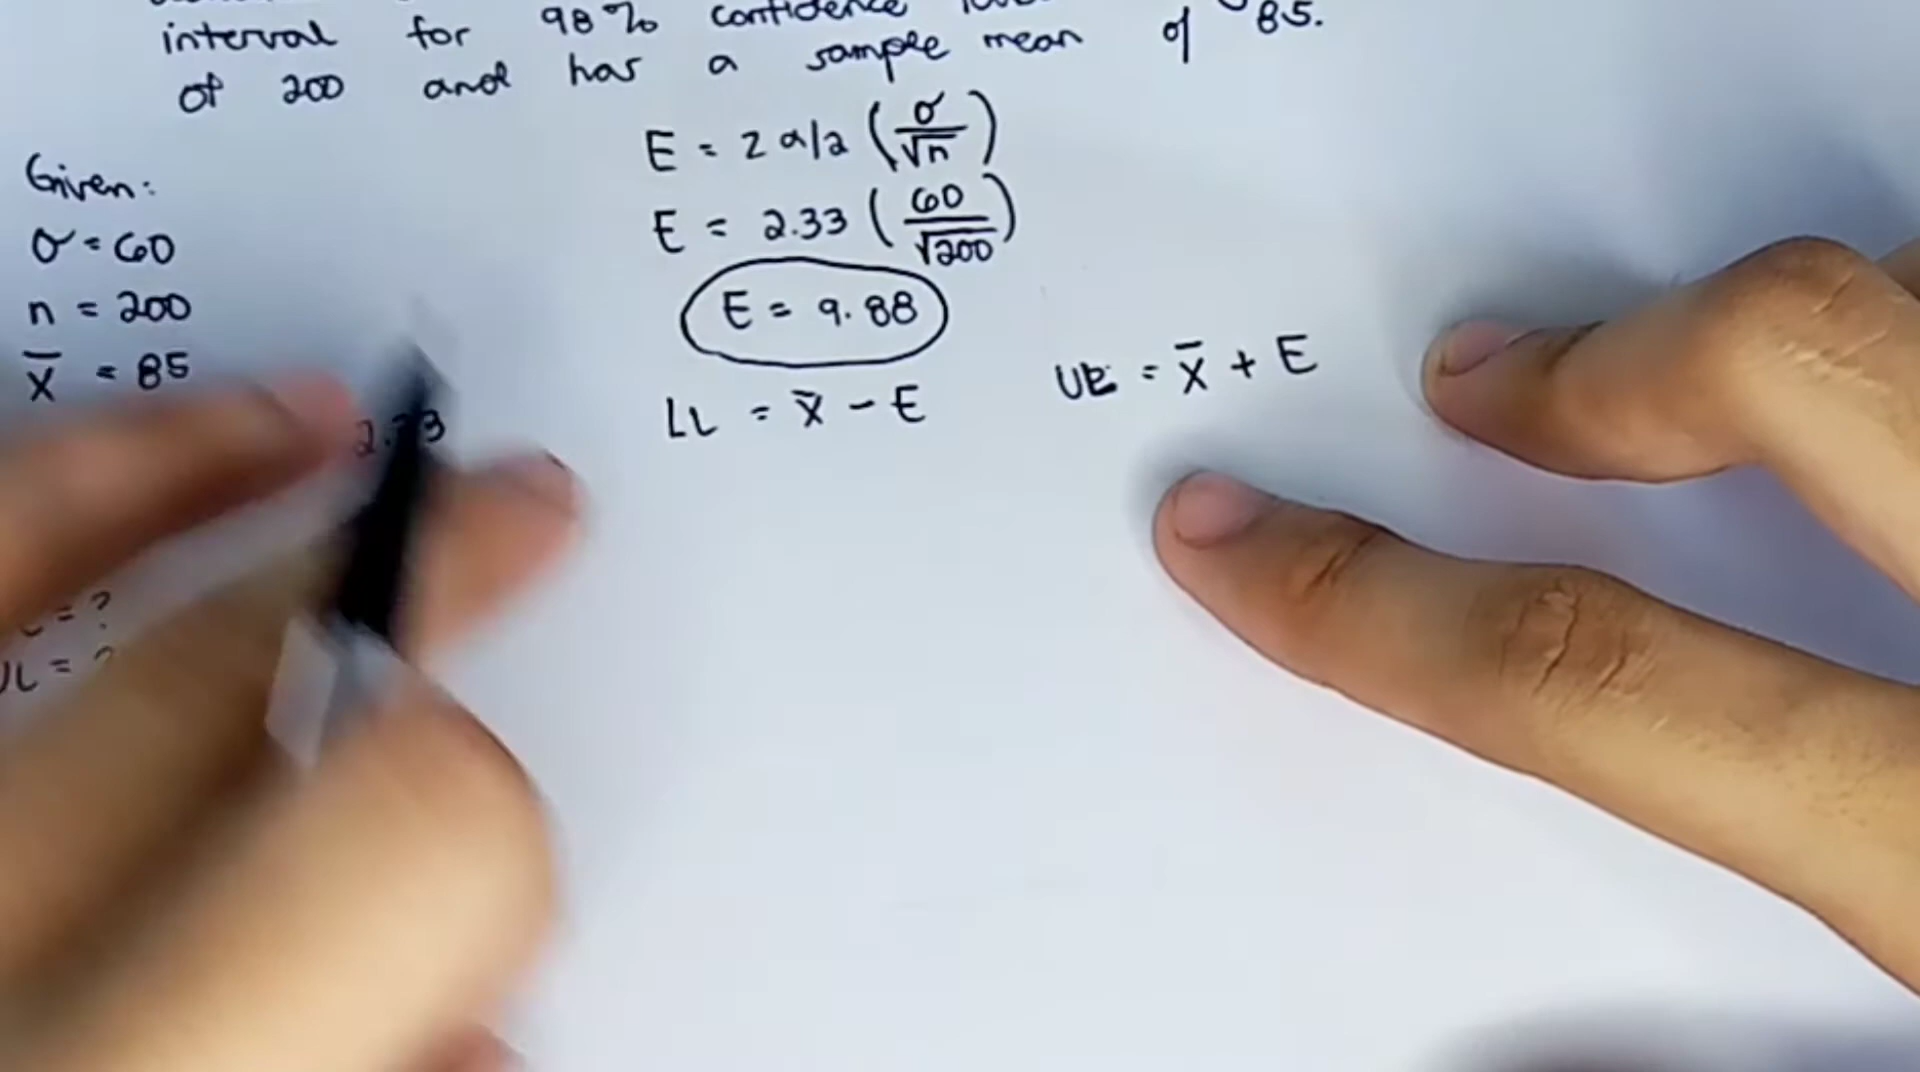 interval for 98% confidence
of 200 and has a sample mean of 85.
Given:
σ = 60
n = 200
x̄ = 85
E = Z α/2 (σ/√n)
E = 2.33 (60/√200)
E = 9.88
LL = x̄ - E
UL = x̄ + E
= ?
UL = ?